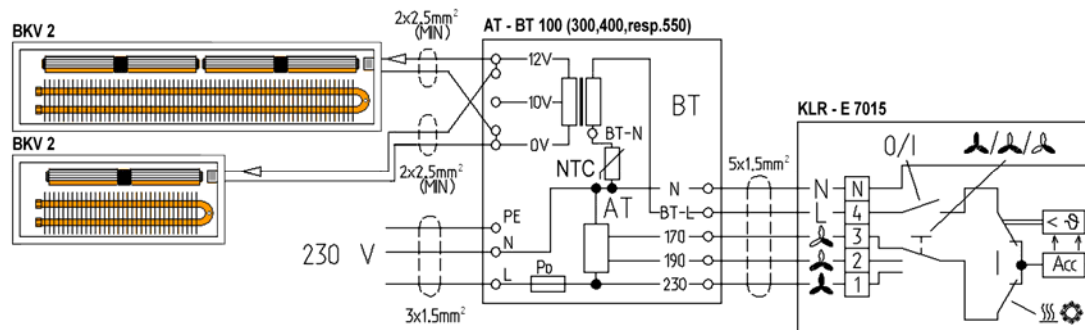 BKV 2
2x2.5mm²
(MIN)
AT - BT 100 (300,400,resp.550)
12V
10V
0V
BT
BT-N
NTC
AT
KLR - E 7015
BKV 2
2x2.5mm²
(MIN)
5x1.5mm²
0/I
N
BT-L
170
190
230
N
L
N
4
3
2
1
< ϑ
Acc
I
230 V
PE
N
L
Po
3x1.5mm²